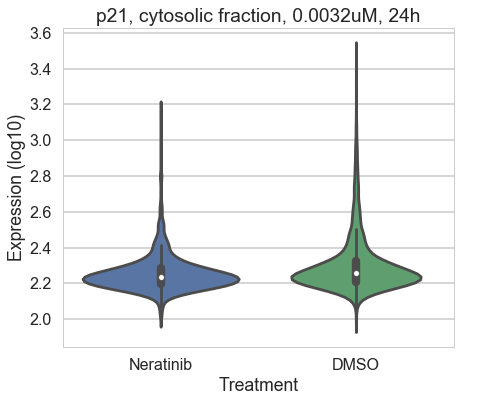 p21, cytosolic fraction, 0.0032uM, 24h
3.6
3.4
3.2
3.0
2.8
2.6
2.4
2.2
2.0
Expression (log10)
Neratinib
DMSO
Treatment